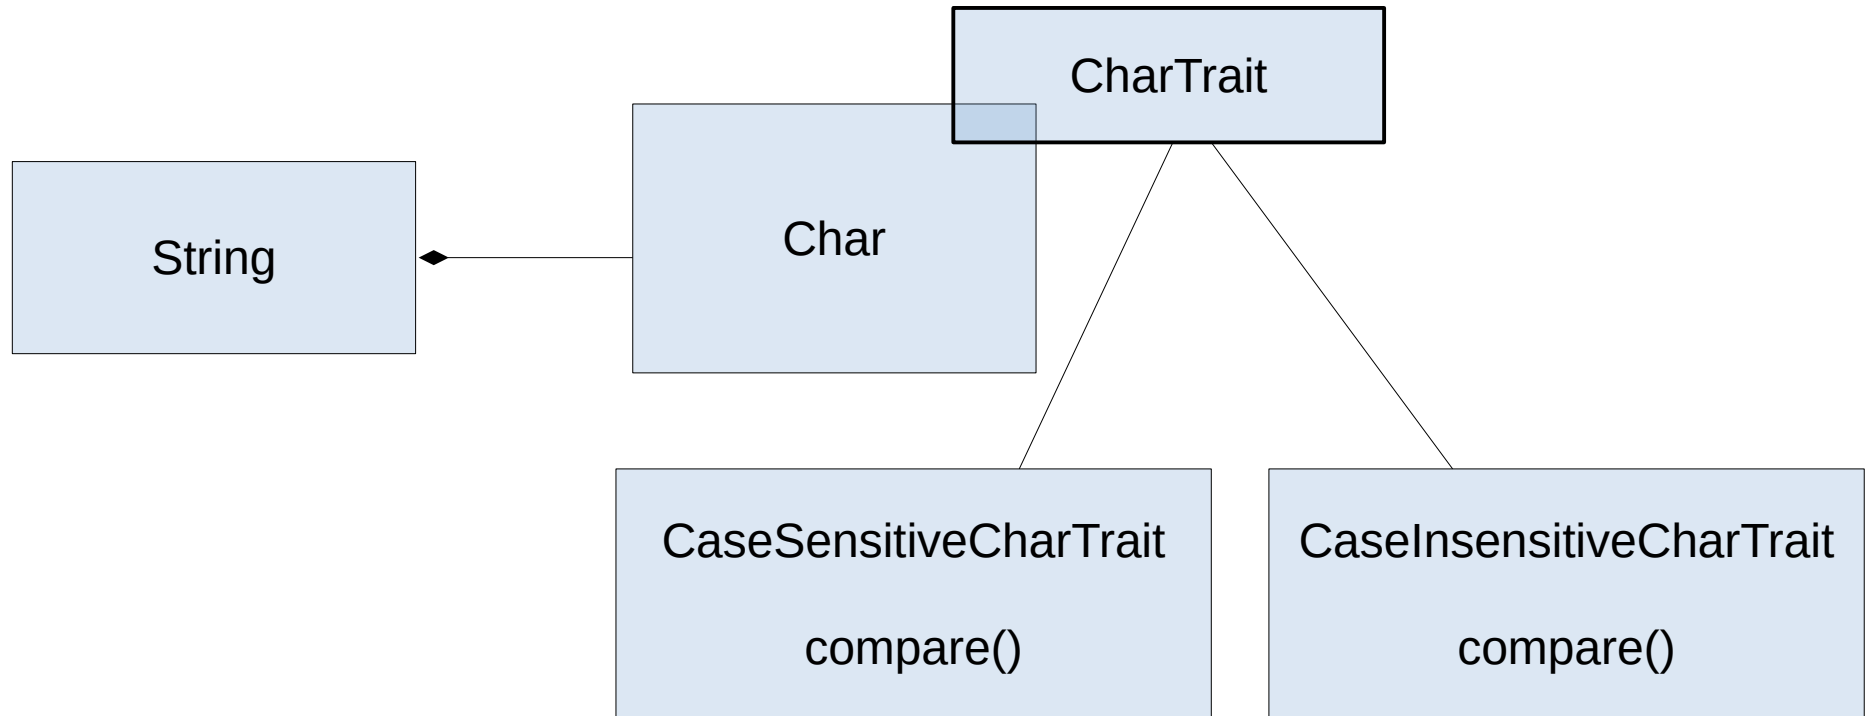 CharTrait
String
Char
CaseSensitiveCharTrait
compare()
CaseInsensitiveCharTrait
compare()